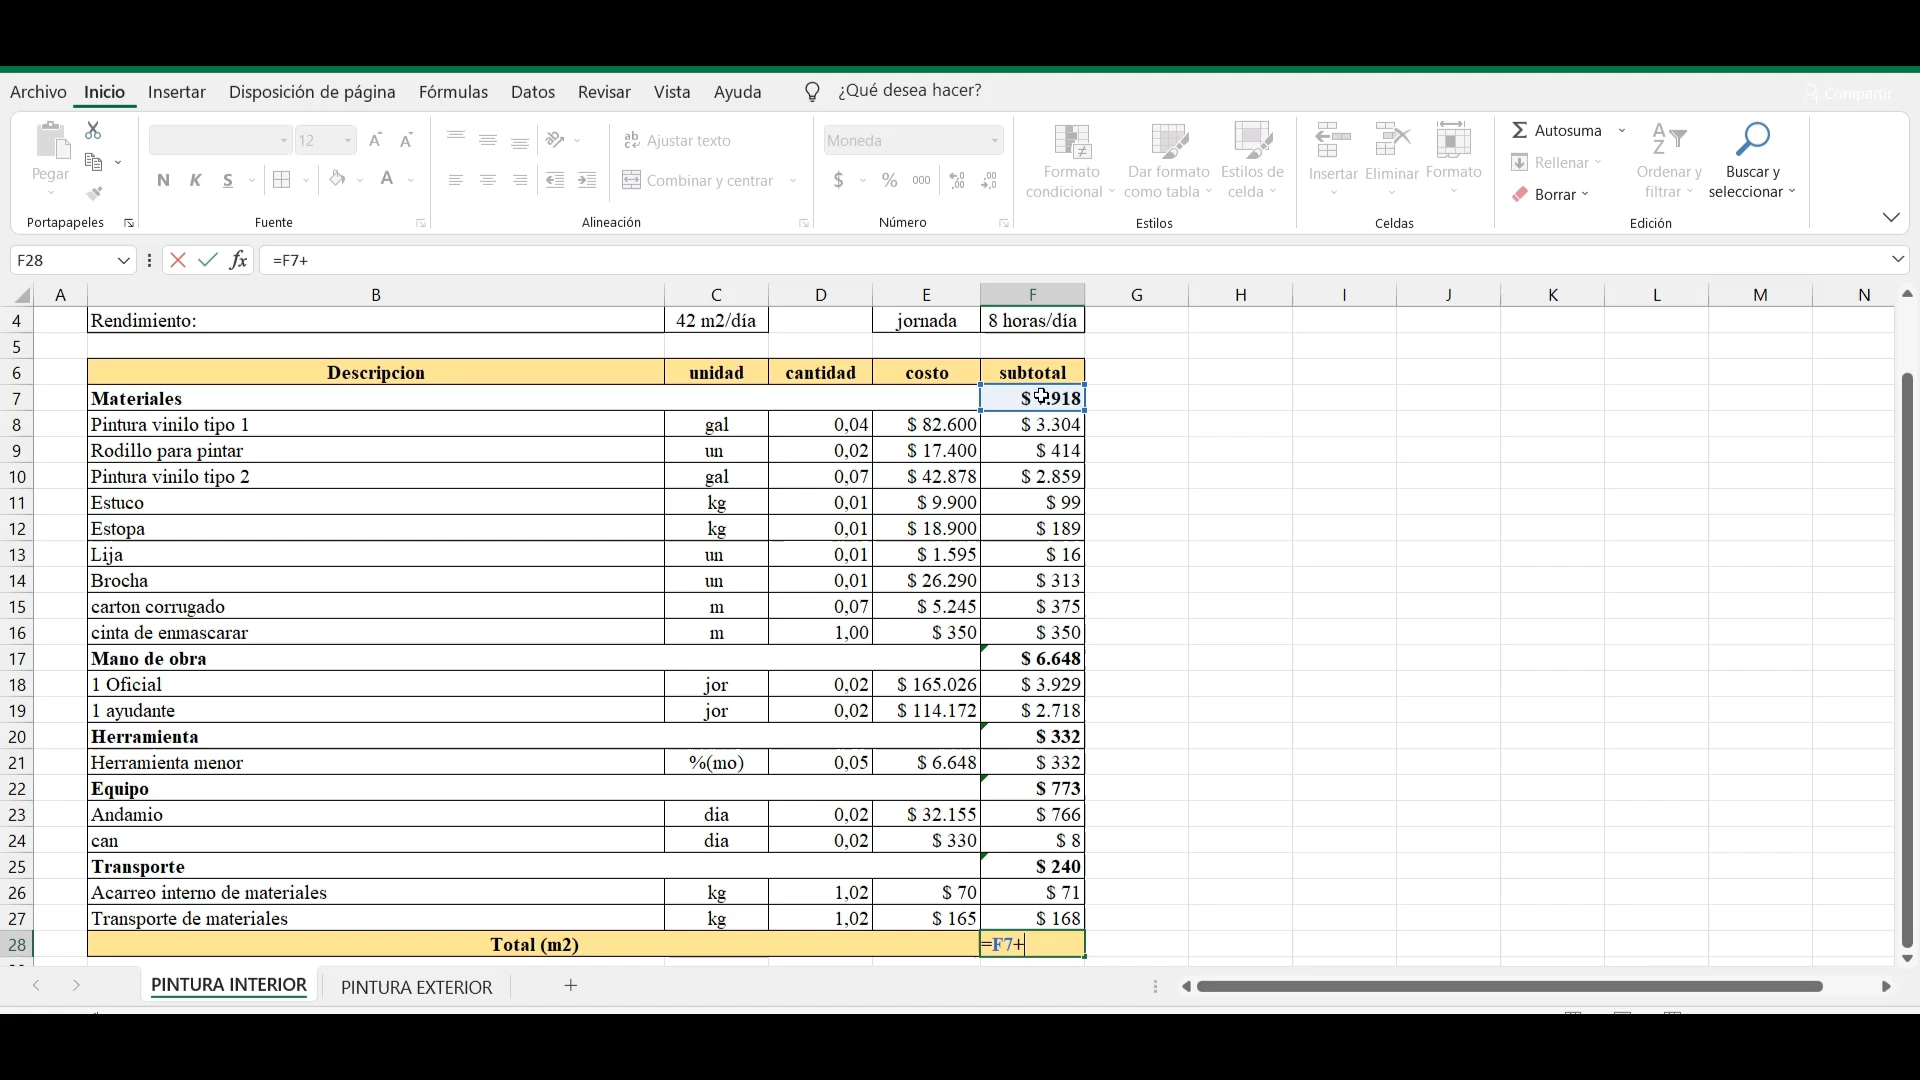 Archivo Inicio Insertar Disposición de página Fórmulas Datos Revisar Vista Ayuda ¿Qué desea hacer? Compartir
Pegar
Portapapeles
12
N K S A
Fuente
ab Ajustar texto
Combinar y centrar
Alineación
Moneda
$ % 000
Número
Formato condicional
Dar formato como tabla
Estilos de celda
Estilos
Insertar Eliminar Formato
Celdas
Autosuma
Rellenar
Borrar
Ordenar y filtrar
Buscar y seleccionar
Edición
F28 fx =F7+
A B C D E F G H I J K L M N
4 Rendimiento: 42 m2/día jornada 8 horas/día
5
6 Descripcion unidad cantidad costo subtotal
7 Materiales $ .918
8 Pintura vinilo tipo 1 gal 0,04 $ 82.600 $ 3.304
9 Rodillo para pintar un 0,02 $ 17.400 $ 414
10 Pintura vinilo tipo 2 gal 0,07 $ 42.878 $ 2.859
11 Estuco kg 0,01 $ 9.900 $ 99
12 Estopa kg 0,01 $ 18.900 $ 189
13 Lija un 0,01 $ 1.595 $ 16
14 Brocha un 0,01 $ 26.290 $ 313
15 carton corrugado m 0,07 $ 5.245 $ 375
16 cinta de enmascarar m 1,00 $ 350 $ 350
17 Mano de obra $ 6.648
18 1 Oficial jor 0,02 $ 165.026 $ 3.929
19 1 ayudante jor 0,02 $ 114.172 $ 2.718
20 Herramienta $ 332
21 Herramienta menor %(mo) 0,05 $ 6.648 $ 332
22 Equipo $ 773
23 Andamio dia 0,02 $ 32.155 $ 766
24 can dia 0,02 $ 330 $ 8
25 Transporte $ 240
26 Acarreo interno de materiales kg 1,02 $ 70 $ 71
27 Transporte de materiales kg 1,02 $ 165 $ 168
28 Total (m2) =F7+
PINTURA INTERIOR PINTURA EXTERIOR